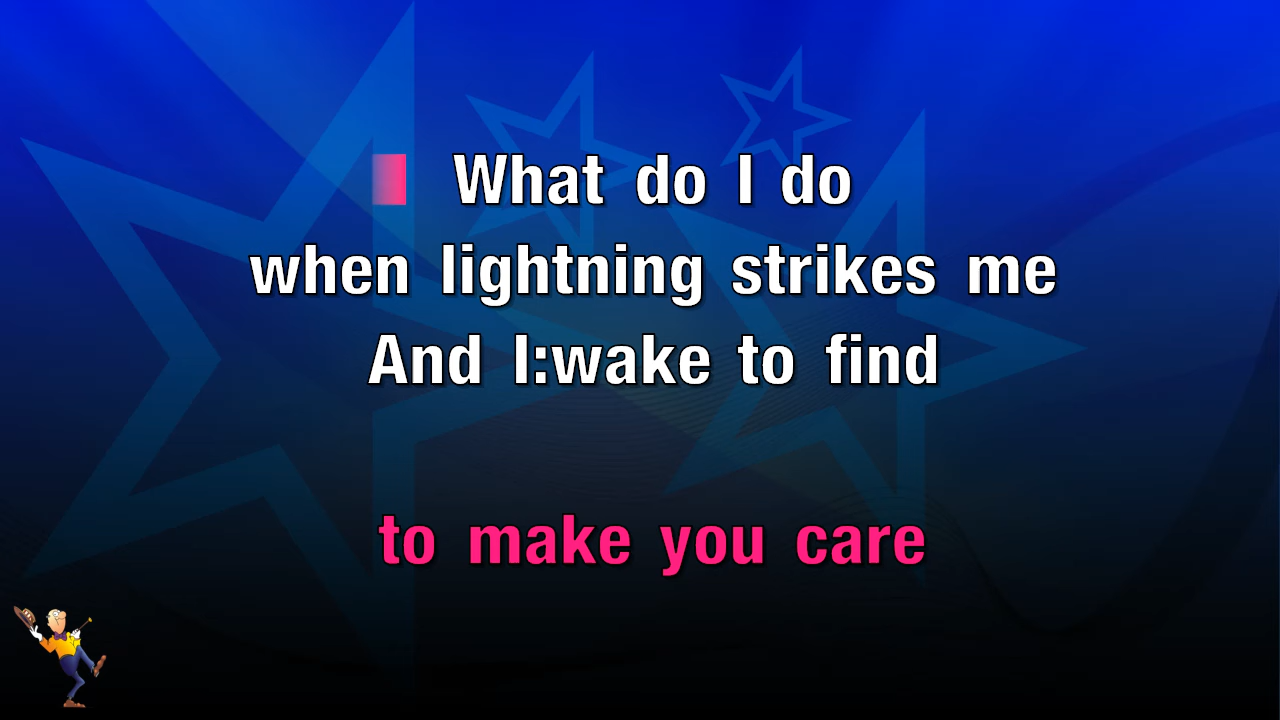 What do I do
when lightning strikes me
And I:wake to find
to make you care